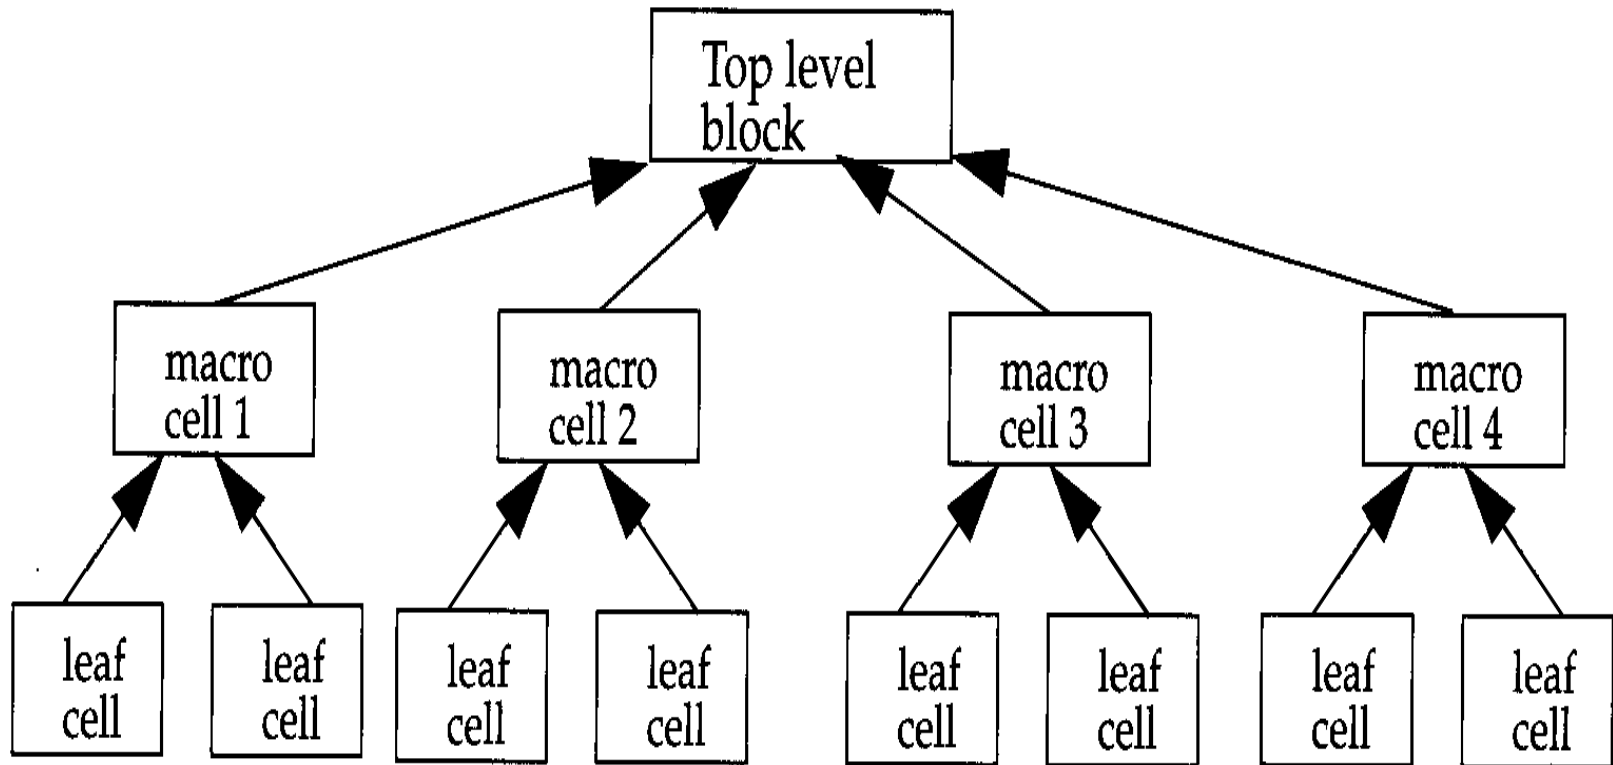 Top level
block
macro
cell 1
macro
cell 2
macro
cell 3
macro
cell 4
leaf
cell
leaf
cell
leaf
cell
leaf
cell
leaf
cell
leaf
cell
leaf
cell
leaf
cell